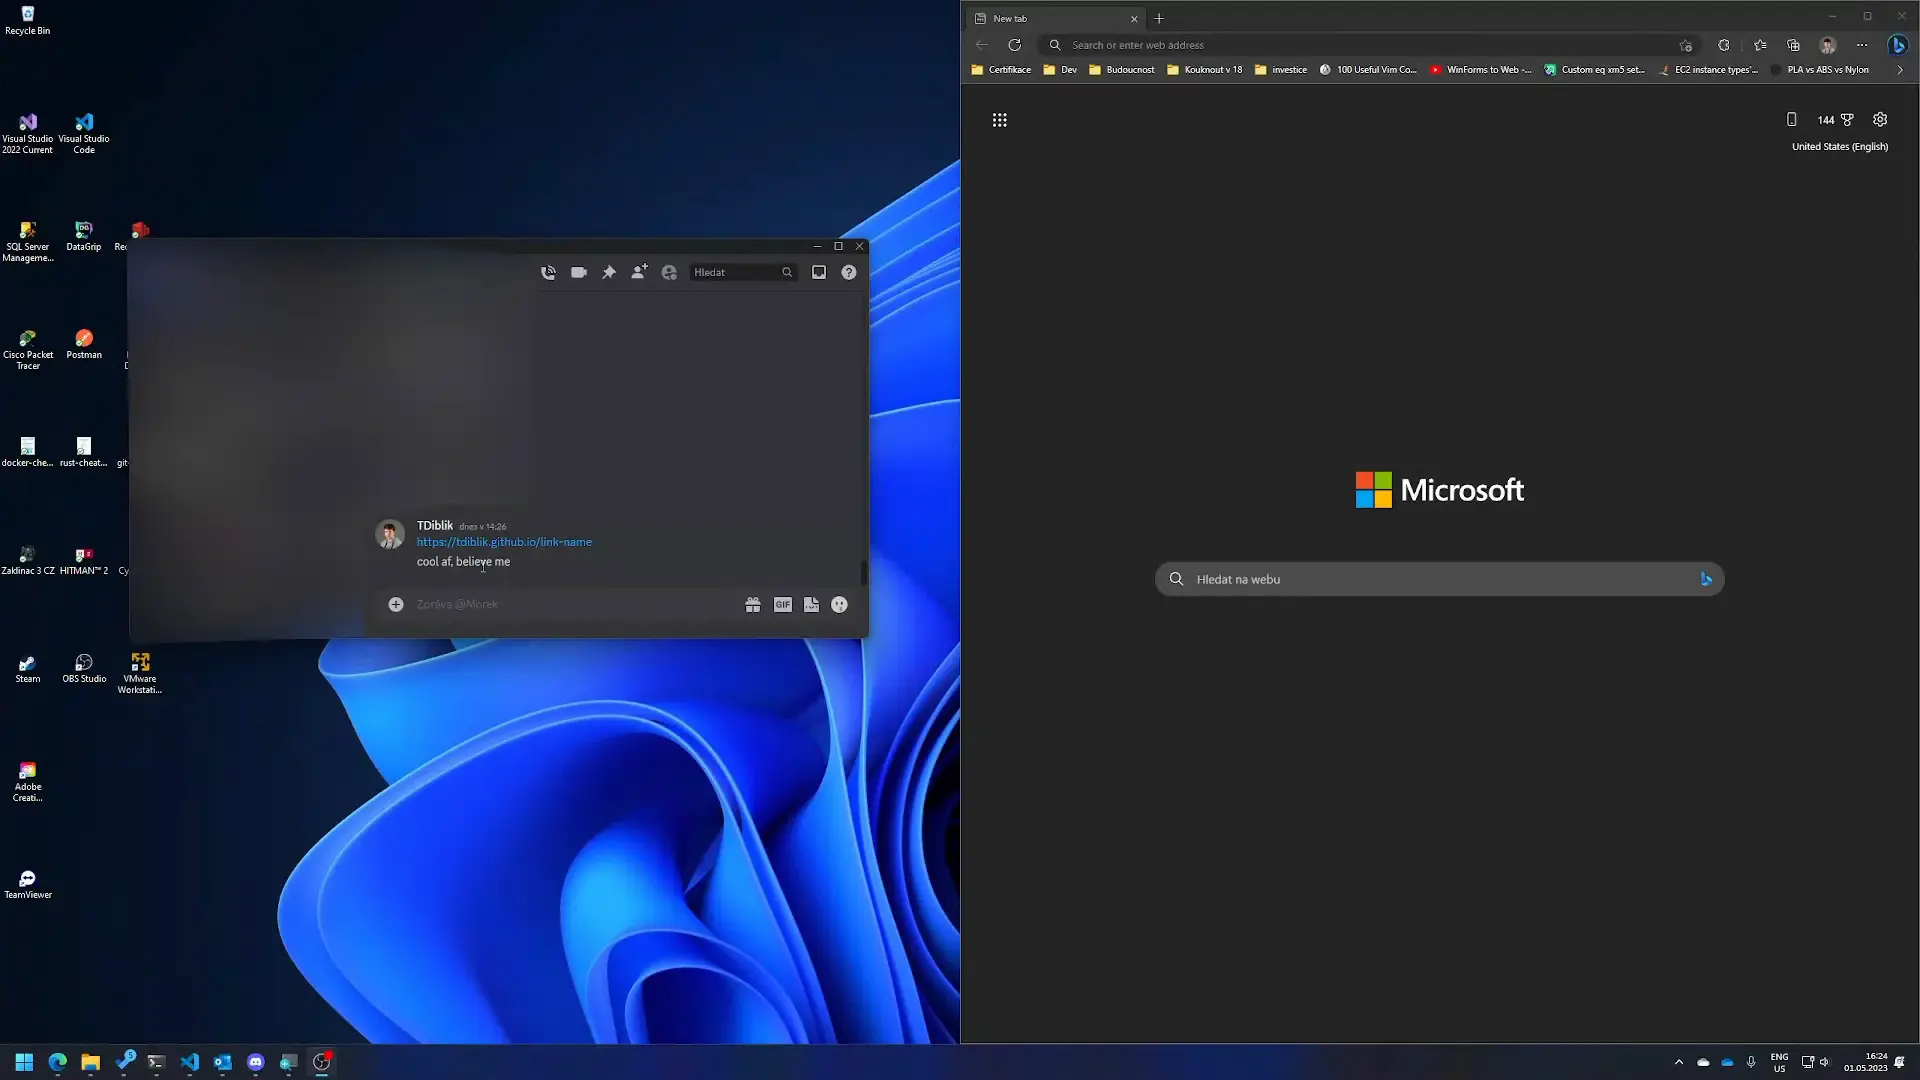 Recycle Bin
Visual Studio
2022 Current
Visual Studio
Code
SQL Server
Manageme...
DataGrip
Cisco Packet
Tracer
Postman
docker-che...
rust-cheat...
Zaklinac 3 CZ
HITMAN™ 2
Steam
OBS Studio
VMware
Workstati...
Adobe
Creati...
TeamViewer
Hledat
TDiblik dnes v 14:26
https://tdiblik.github.io/link-name
cool af, believe me
Zpráva @Morek
GIF
New tab
Search or enter web address
Certifikace
Dev
Budoucnost
Kouknout v 18
investice
100 Useful Vim Co...
WinForms to Web -...
Custom eq xm5 set...
EC2 instance types'...
PLA vs ABS vs Nylon
144
United States (English)
Microsoft
Hledat na webu
ENG
US
16:24
01.05.2023